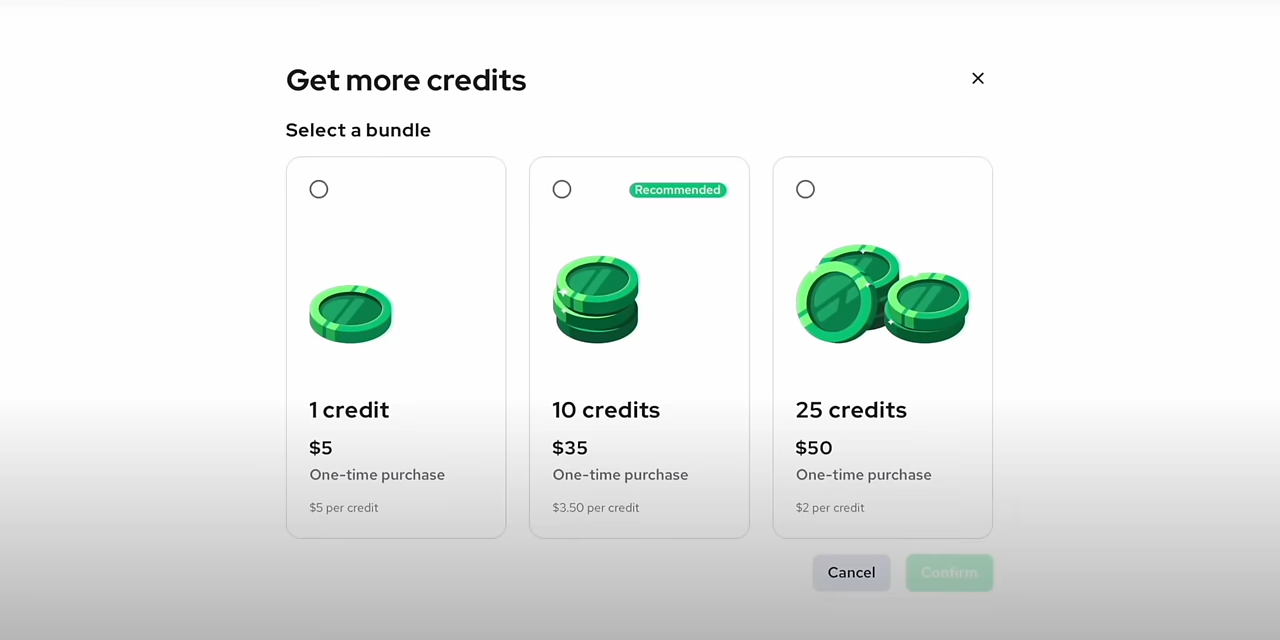 Get more credits
Select a bundle
Recommended
1 credit
$5
One-time purchase
$5 per credit
10 credits
$35
One-time purchase
$3.50 per credit
25 credits
$50
One-time purchase
$2 per credit
Cancel
Confirm